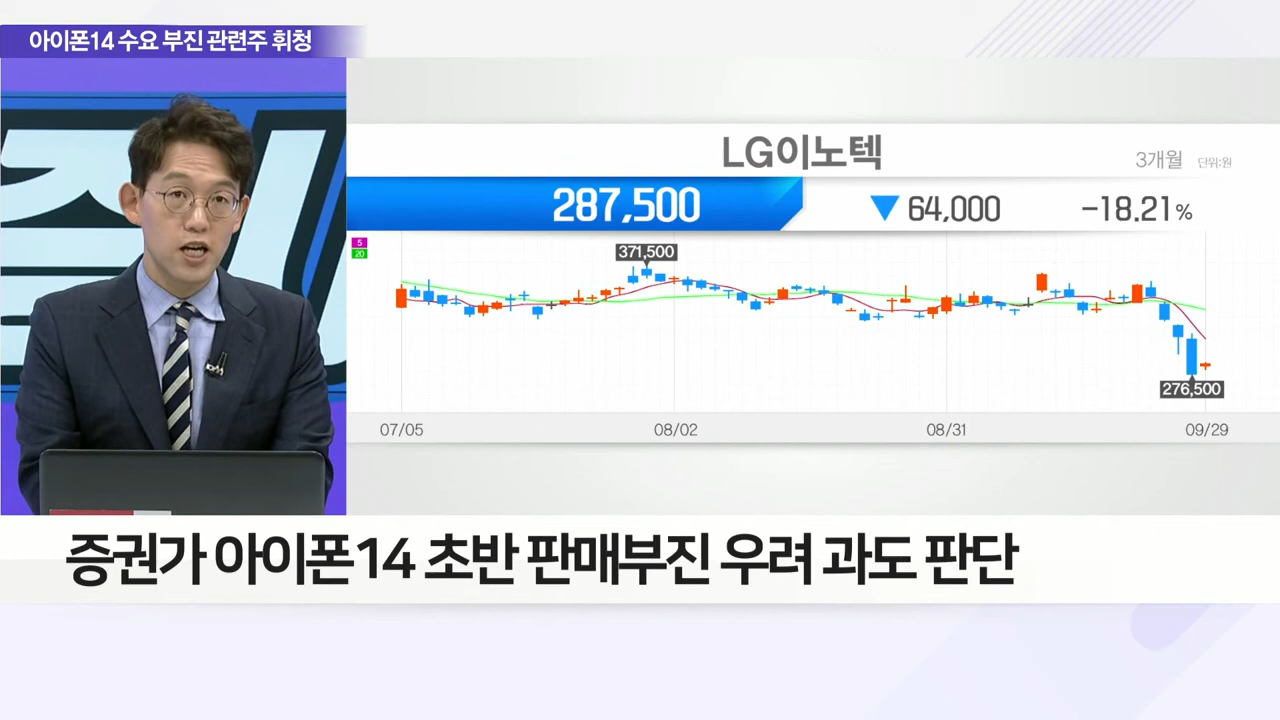 아이폰14 수요 부진 관련주 휘청
LG이노텍
3개월 단위:원
287,500 ▼ 64,000 -18.21%
5
20
371,500
276,500
07/05 08/02 08/31 09/29
증권가 아이폰14 초반 판매부진 우려 과도 판단